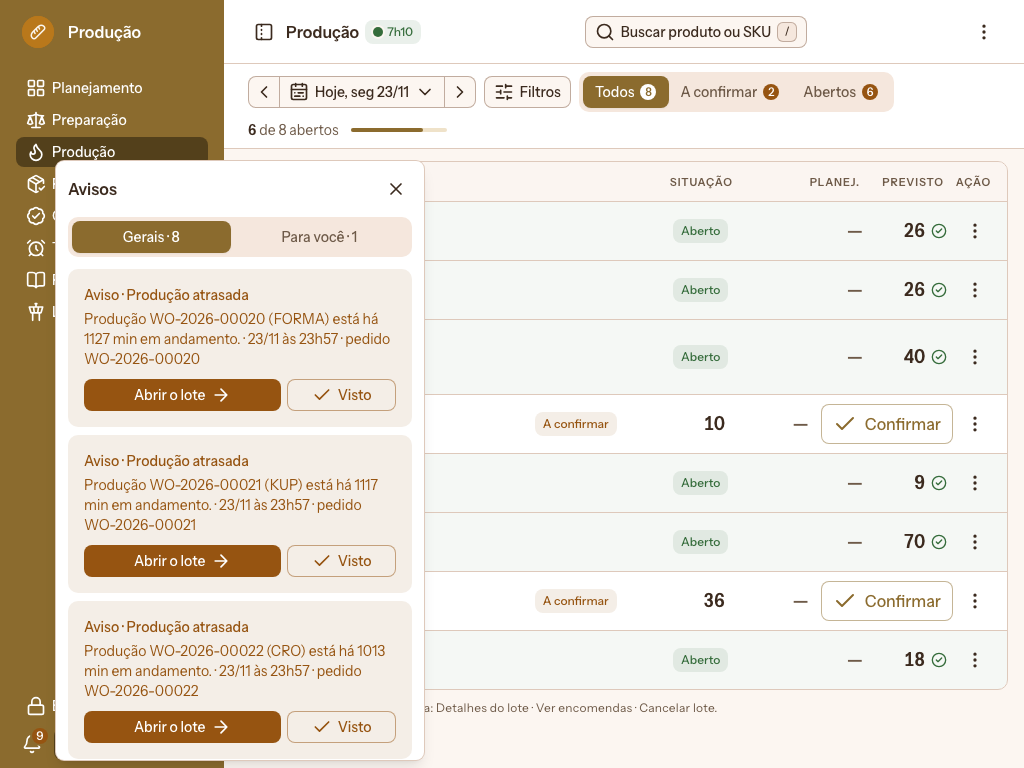 Produção
Planejamento
Preparação
Produção
9
Produção
7h10
Buscar produto ou SKU /
Hoje, seg 23/11
Filtros
Todos 8
A confirmar 2
Abertos 6
6 de 8 abertos
Avisos
Gerais · 8
Para você · 1
Aviso · Produção atrasada
Produção WO-2026-00020 (FORMA) está há
1127 min em andamento. · 23/11 às 23h57 · pedido
WO-2026-00020
Abrir o lote
Visto
Aviso · Produção atrasada
Produção WO-2026-00021 (KUP) está há 1117
min em andamento. · 23/11 às 23h57 · pedido
WO-2026-00021
Abrir o lote
Visto
Aviso · Produção atrasada
Produção WO-2026-00022 (CRO) está há 1013
min em andamento. · 23/11 às 23h57 · pedido
WO-2026-00022
Abrir o lote
Visto
SITUAÇÃO PLANEJ. PREVISTO AÇÃO
Aberto — 26
Aberto — 26
Aberto — 40
A confirmar 10 — Confirmar
Aberto — 9
Aberto — 70
A confirmar 36 — Confirmar
Aberto — 18
Detalhes do lote · Ver encomendas · Cancelar lote.